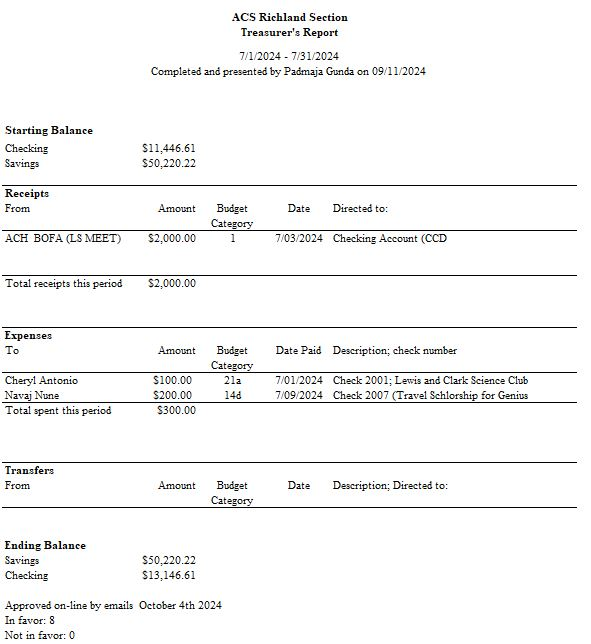 ACS Richland Section
Treasurer's Report
7/1/2024 - 7/31/2024
Completed and presented by Padmaja Gunda on 09/11/2024
Starting Balance
Checking $11,446.61
Savings $50,220.22
Receipts
From Amount Budget Category Date Directed to:
ACH BOFA (LS MEET) $2,000.00 1 7/03/2024 Checking Account (CCD
Total receipts this period $2,000.00
Expenses
To Amount Budget Category Date Paid Description; check number
Cheryl Antonio $100.00 21a 7/01/2024 Check 2001; Lewis and Clark Science Club
Navaj Nune $200.00 14d 7/09/2024 Check 2007 (Travel Schlorship for Genius
Total spent this period $300.00
Transfers
From Amount Budget Category Date Description; Directed to:
Ending Balance
Savings $50,220.22
Checking $13,146.61
Approved on-line by emails October 4th 2024
In favor: 8
Not in favor: 0